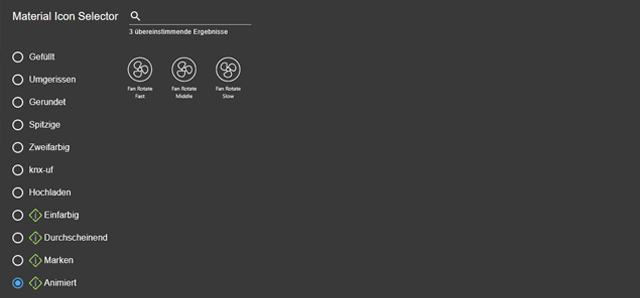 Material Icon Selector
3 übereinstimmende Ergebnisse
Gefüllt
Umgerissen
Gerundet
Spitzige
Zweifarbig
knx-uf
Hochladen
Einfarbig
Durchscheinend
Marken
Animiert
Fan Rotate
Fast
Fan Rotate
Middle
Fan Rotate
Slow